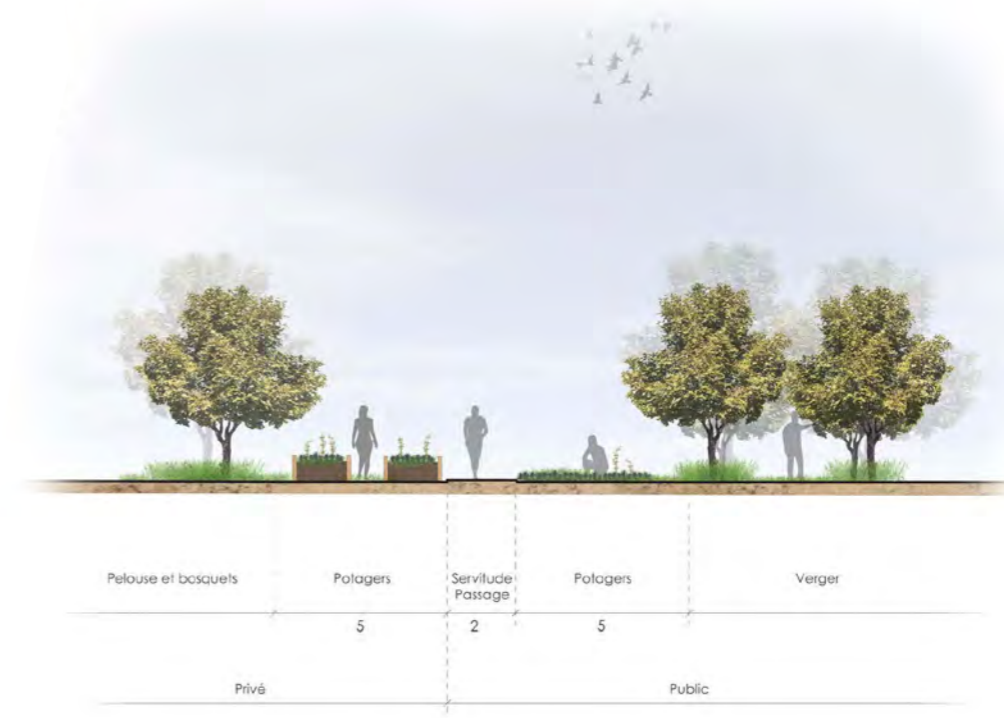 Pelouse et bosquets
Potagers
Servitude
Passage
Potagers
Verger
5
2
5
Privé
Public